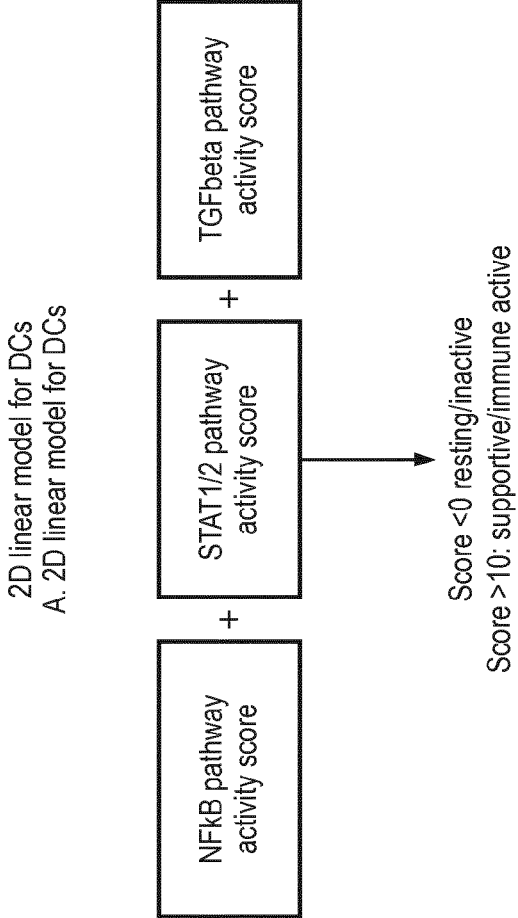 2D linear model for DCs
A. 2D linear model for DCs
NFkB pathway
activity score
+
STAT1/2 pathway
activity score
+
TGFbeta pathway
activity score
Score <0 resting/inactive
Score >10: supportive/immune active